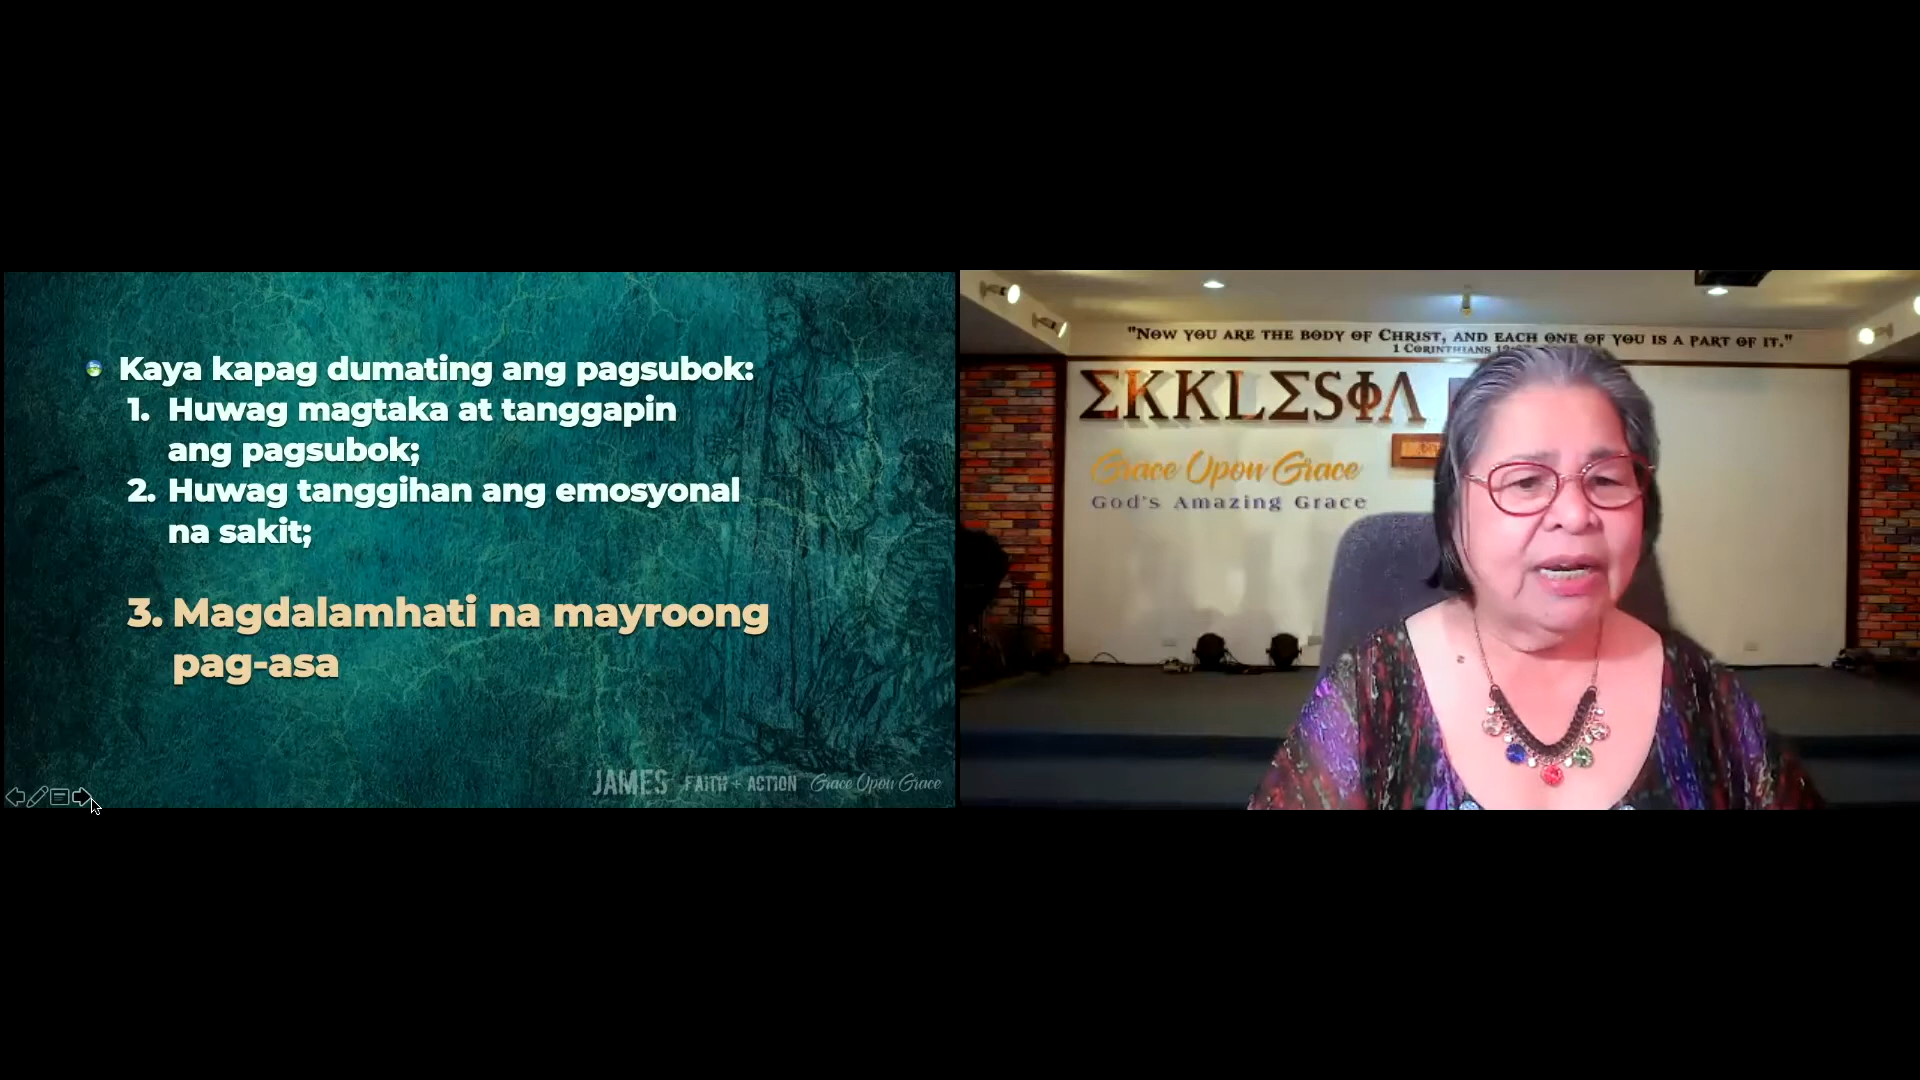 Kaya kapag dumating ang pagsubok:
1. Huwag magtaka at tanggapin
ang pagsubok;
2. Huwag tanggihan ang emosyonal
na sakit;
3. Magdalamhati na mayroong
pag-asa
JAMES FAITH + ACTION Grace Upon Grace
"NOW YOU ARE THE BODY OF CHRIST, AND EACH ONE OF YOU IS A PART OF IT."
1 CORINTHIANS
ΣKKLΣSΦΛ
Grace Upon Grace
God's Amazing Grace